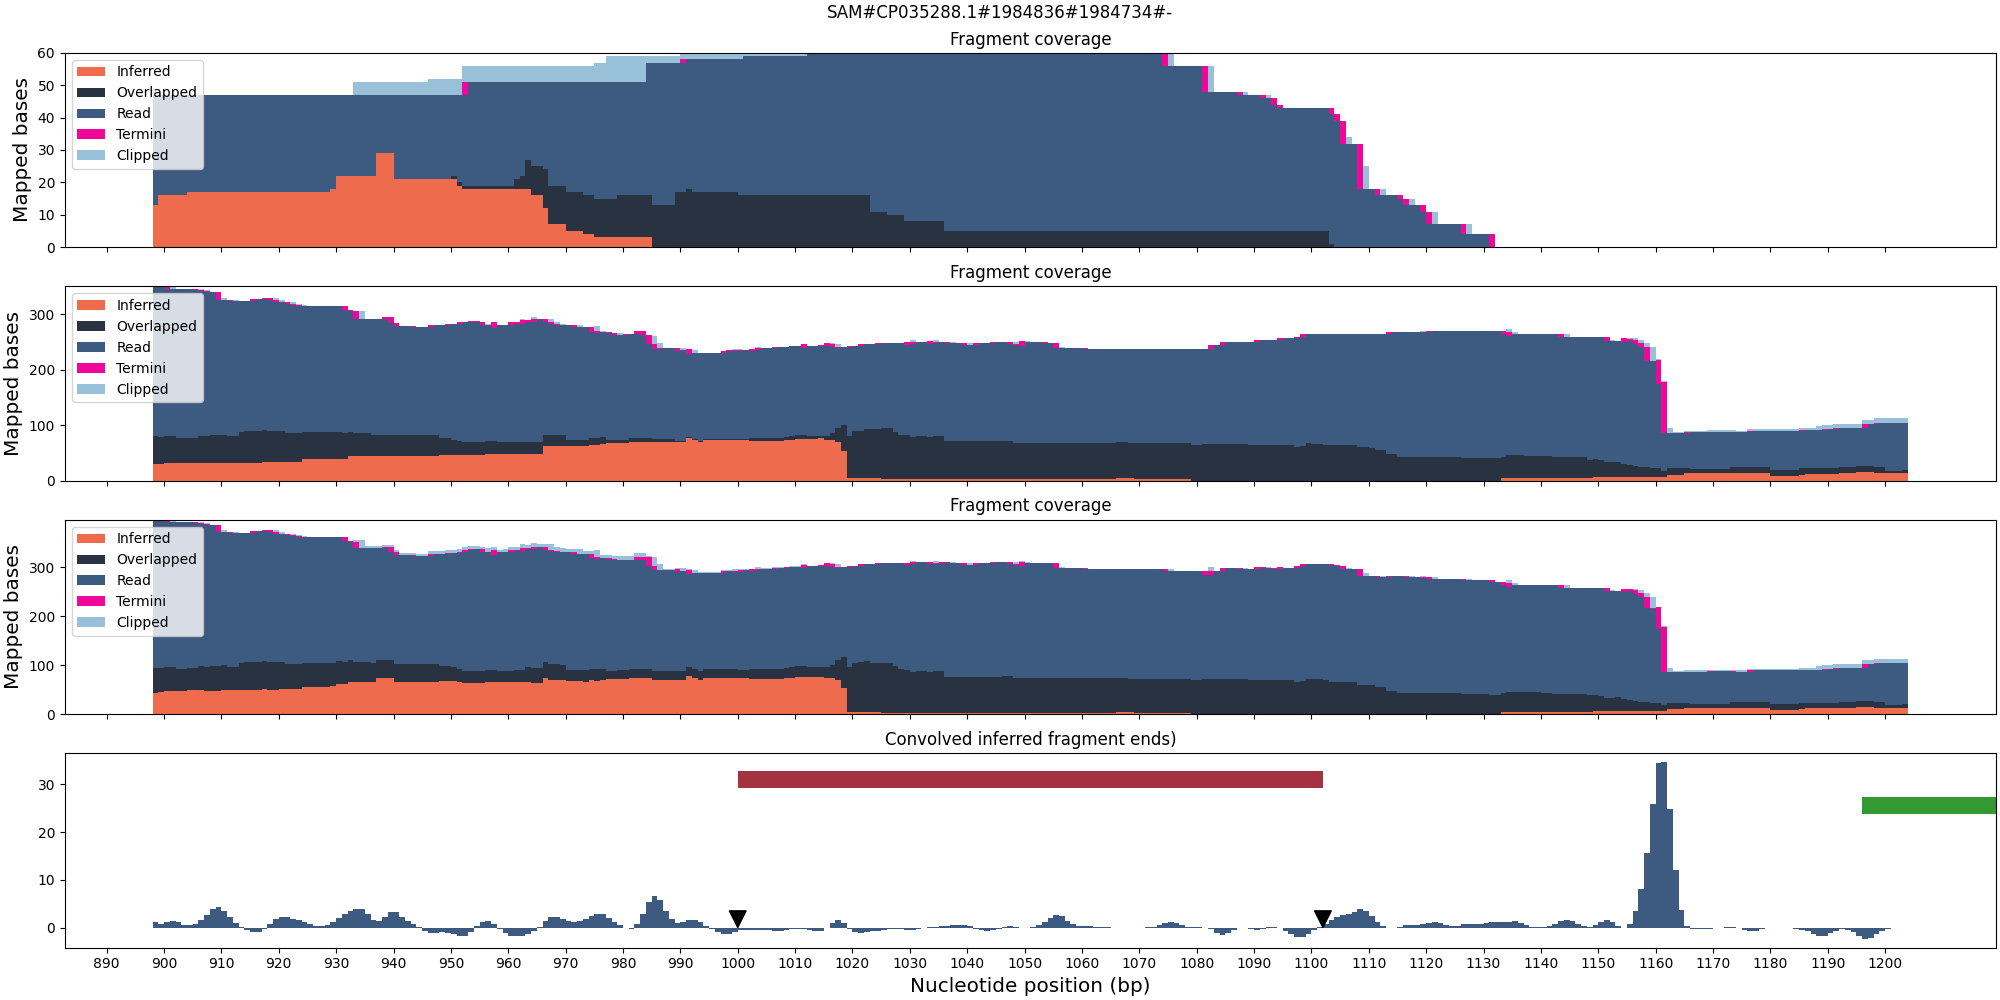 SAM#CP035288.1#1984836#1984734#-
Fragment coverage
Mapped bases
60
50
40
30
20
10
0
Inferred
Overlapped
Read
Termini
Clipped
Fragment coverage
Mapped bases
300
200
100
0
Inferred
Overlapped
Read
Termini
Clipped
Fragment coverage
Mapped bases
300
200
100
0
Inferred
Overlapped
Read
Termini
Clipped
Convolved inferred fragment ends)
30
20
10
0
890 900 910 920 930 940 950 960 970 980 990 1000 1010 1020 1030 1040 1050 1060 1070 1080 1090 1100 1110 1120 1130 1140 1150 1160 1170 1180 1190 1200
Nucleotide position (bp)